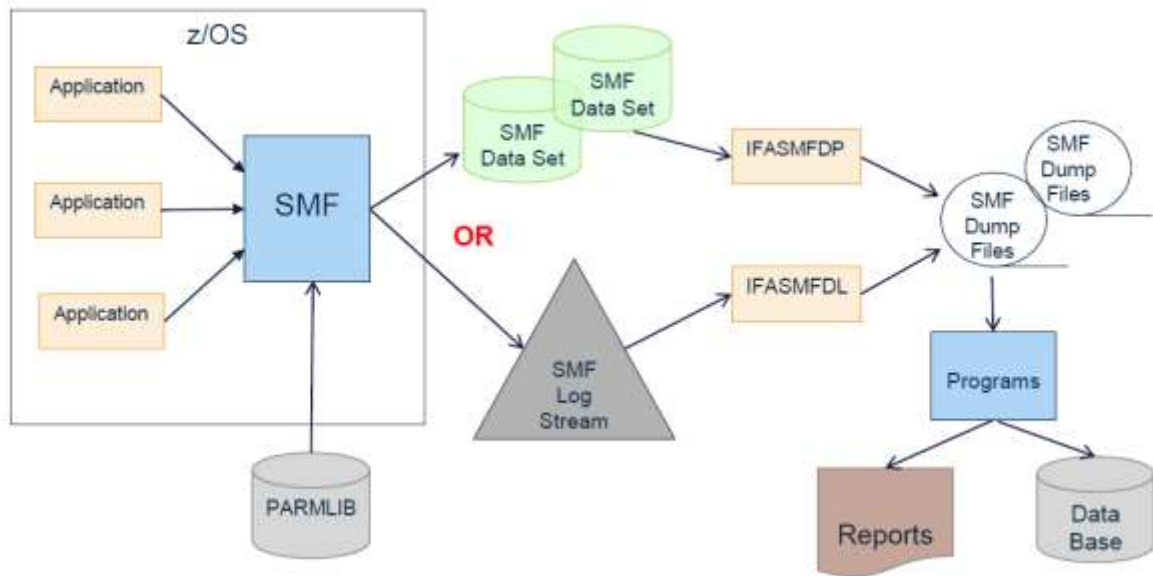 z/OS
Application
Application
Application
SMF
PARMLIB
SMF
Data Set
SMF
Data Set
OR
SMF
Log
Stream
IFASMFDP
IFASMFDL
SMF
Dump
Files
SMF
Dump
Files
Programs
Reports
Data
Base